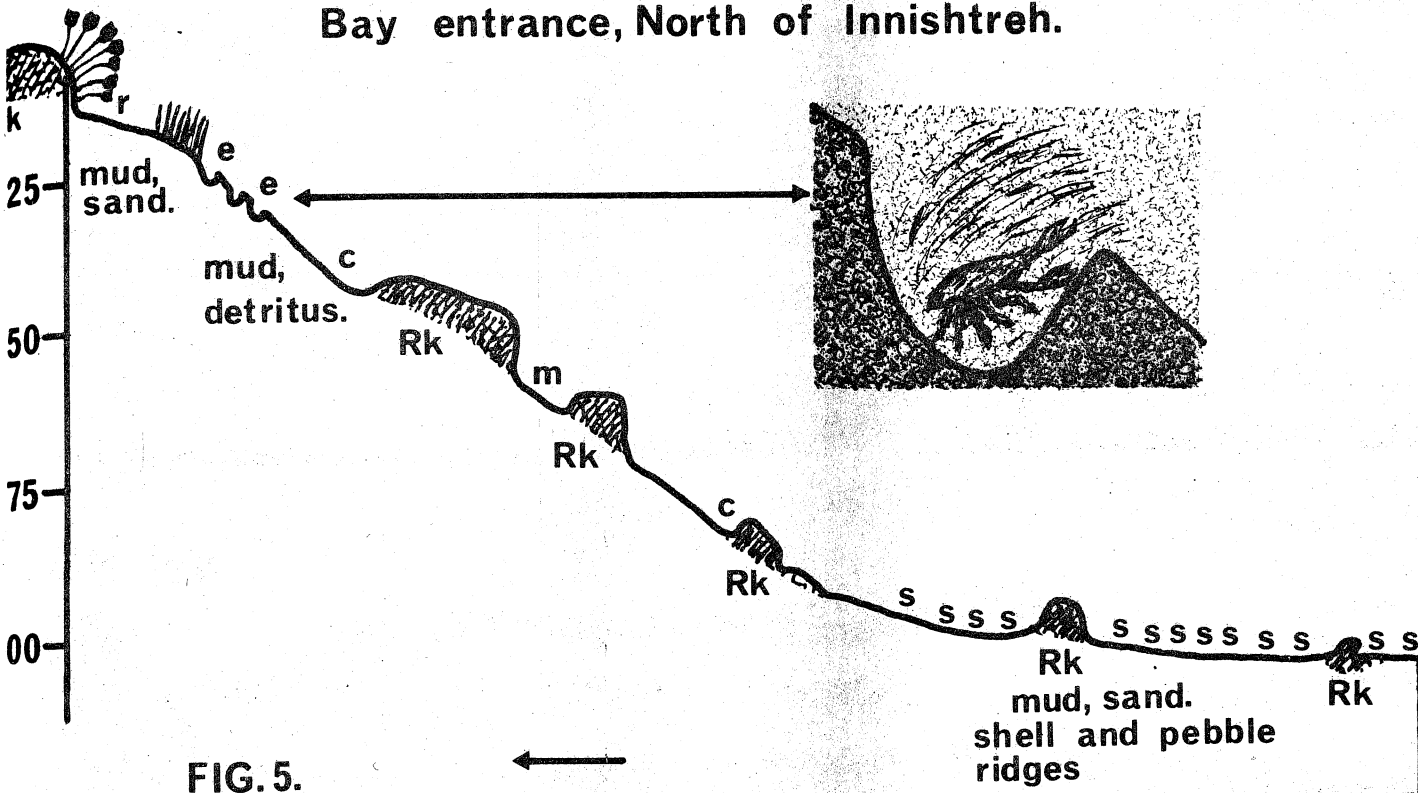 Bay entrance, North of Innishtreh.
k
r
e
e
mud,
sand.
25
c
mud,
detritus.
Rk
50
m
Rk
75
c
Rk
c
s s s s
Rk
s s s s s s s
s s
Rk
00
mud, sand.
shell and pebble
ridges
FIG. 5.